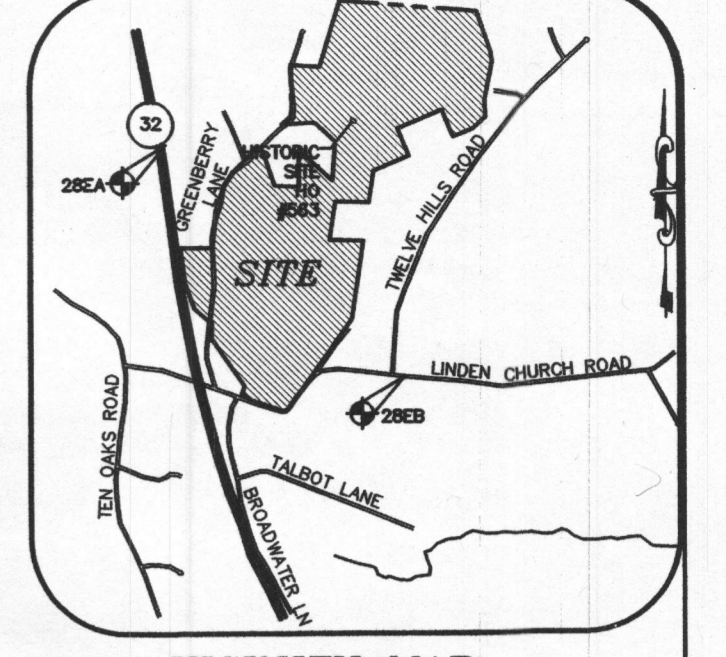 32
28EA
GREENBERRY
LANE
HISTORIC
SITE
HO
#563
SITE
TWELVE HILLS ROAD
LINDEN CHURCH ROAD
28EB
TEN OAKS ROAD
TALBOT LANE
BROADWATER LN